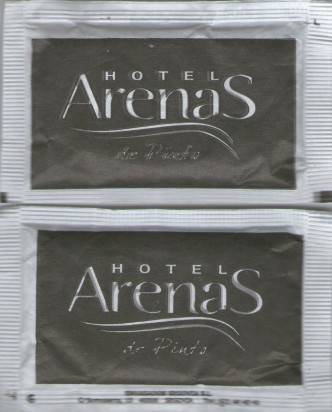 HOTEL
ArenaS
de Pinto
HOTEL
ArenaS
de Pinto